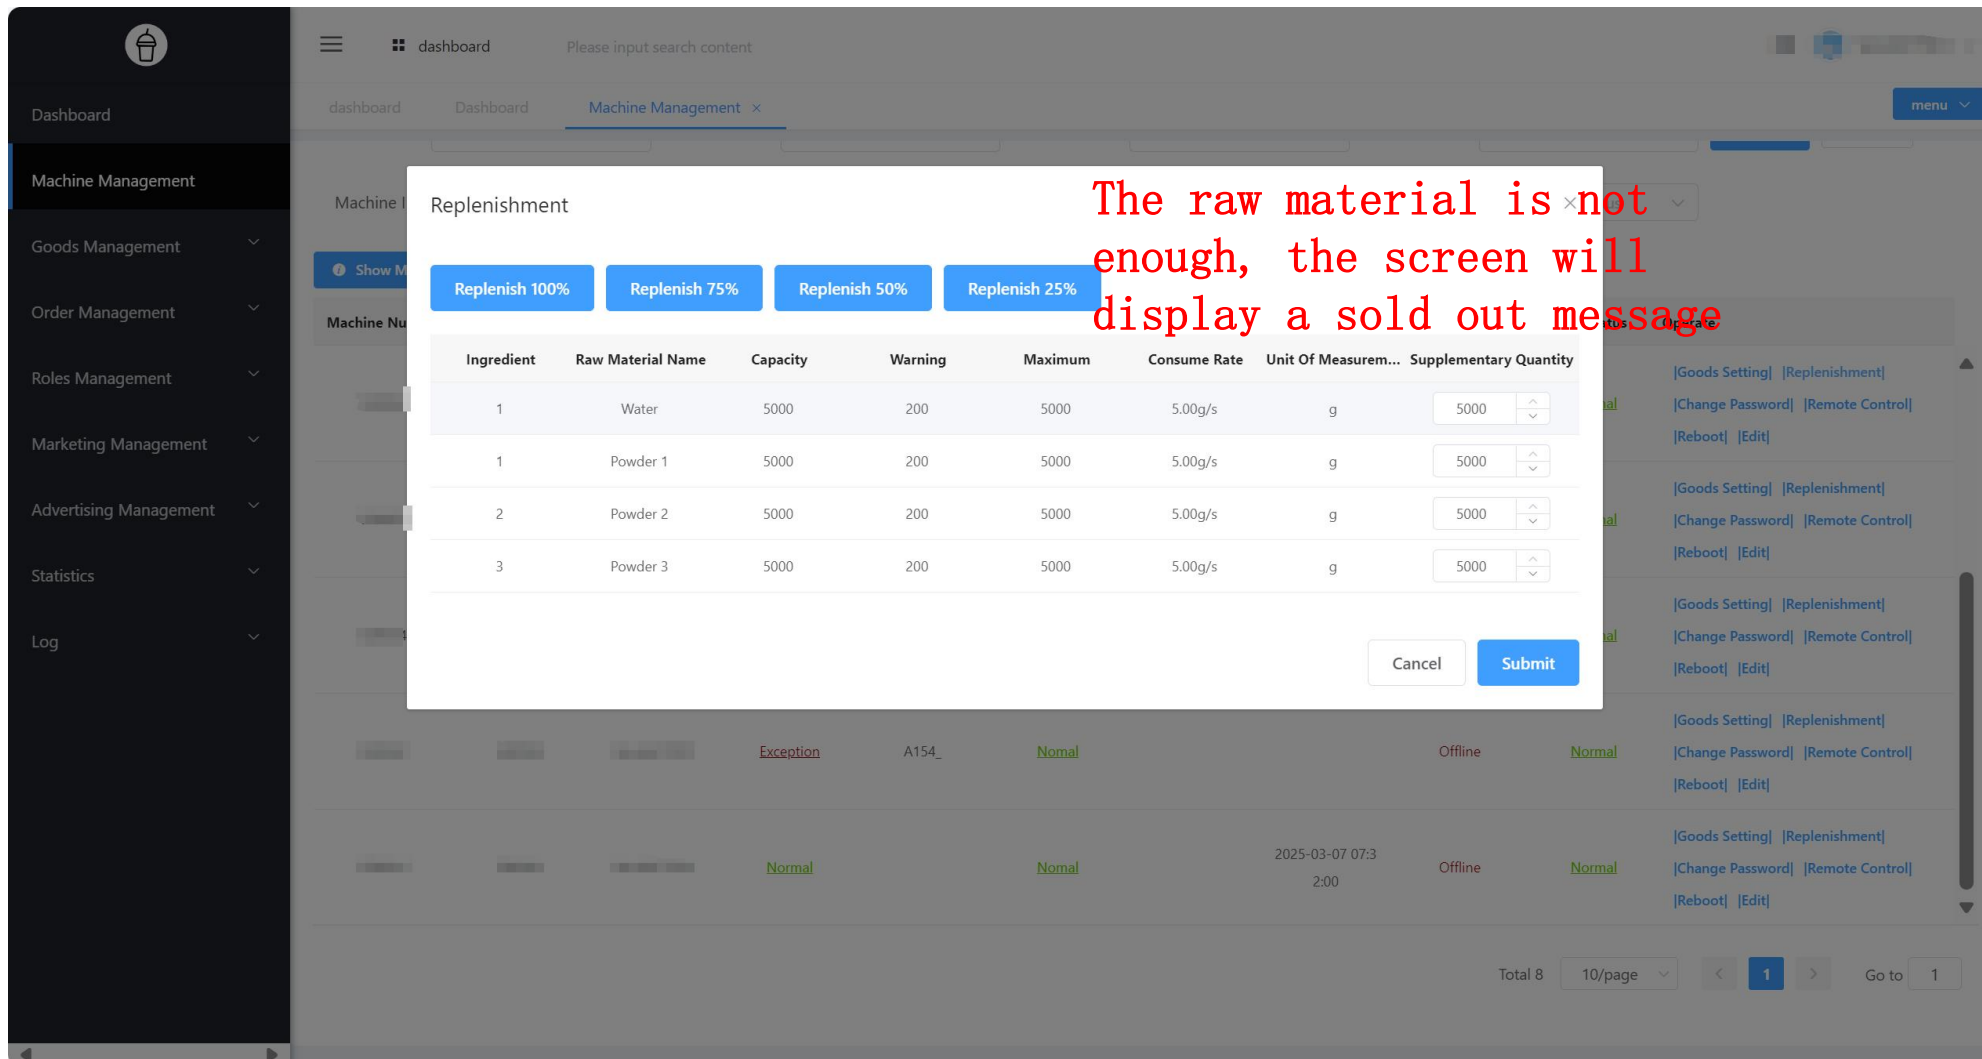 dashboard
Please input search content
Dashboard
dashboard
Dashboard
Machine Management ×
menu
Machine Management
Machine I
Replenishment
The raw material is not
enough, the screen will
display a sold out message
Goods Management
Show M
Replenish 100%
Replenish 75%
Replenish 50%
Replenish 25%
Order Management
Machine Nu
Operate
Ingredient Raw Material Name Capacity Warning Maximum Consume Rate Unit Of Measurem... Supplementary Quantity
1 Water 5000 200 5000 5.00g/s g 5000
1 Powder 1 5000 200 5000 5.00g/s g 5000
2 Powder 2 5000 200 5000 5.00g/s g 5000
3 Powder 3 5000 200 5000 5.00g/s g 5000
Cancel
Submit
Roles Management
Marketing Management
Advertising Management
Statistics
Log
|Goods Setting| |Replenishment|
|Change Password| |Remote Control|
|Reboot| |Edit|
|Goods Setting| |Replenishment|
|Change Password| |Remote Control|
|Reboot| |Edit|
|Goods Setting| |Replenishment|
|Change Password| |Remote Control|
|Reboot| |Edit|
Exception A154_ Nomal Offline Normal
|Goods Setting| |Replenishment|
|Change Password| |Remote Control|
|Reboot| |Edit|
Normal Nomal 2025-03-07 07:3
2:00
Offline Normal
|Goods Setting| |Replenishment|
|Change Password| |Remote Control|
|Reboot| |Edit|
Total 8 10/page < 1 > Go to 1